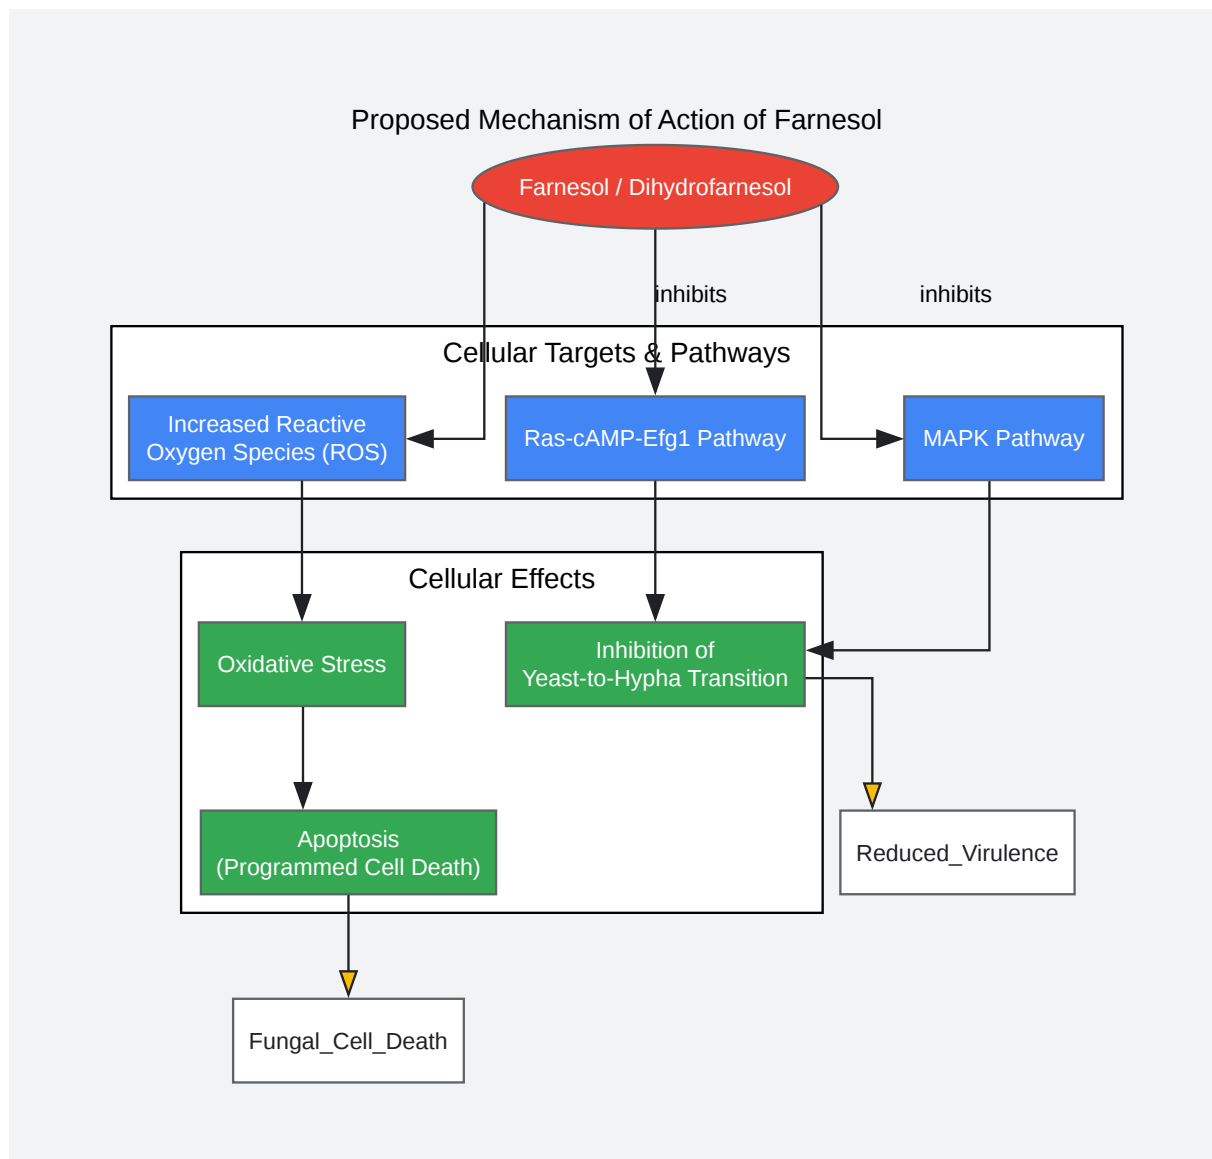 Proposed Mechanism of Action of Farnesol
Farnesol / Dihydrofarnesol
inhibits
inhibits
Cellular Targets & Pathways
Increased Reactive
Oxygen Species (ROS)
Ras-cAMP-Efg1 Pathway
MAPK Pathway
Cellular Effects
Oxidative Stress
Inhibition of
Yeast-to-Hypha Transition
Apoptosis
(Programmed Cell Death)
Reduced_Virulence
Fungal_Cell_Death